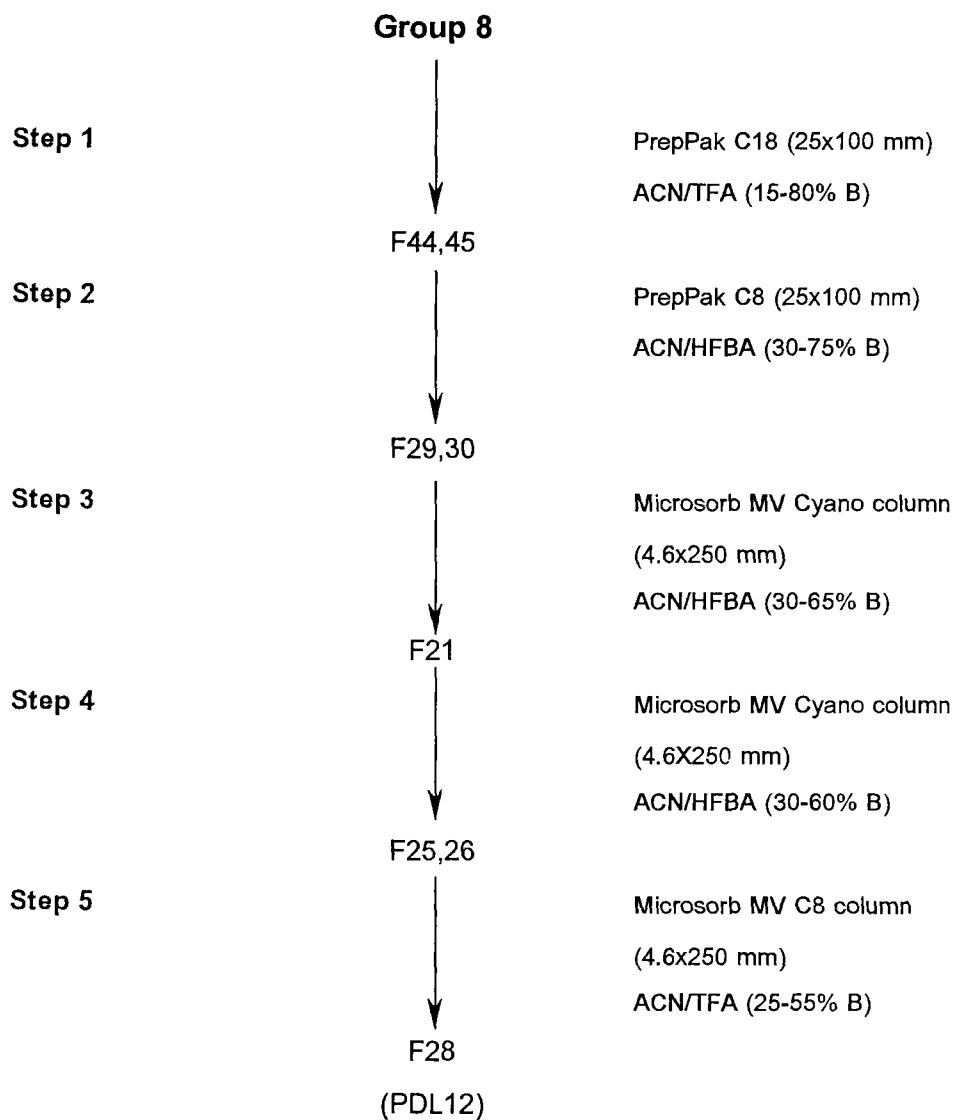 Group 8
Step 1
PrepPak C18 (25x100 mm)
ACN/TFA (15-80% B)
F44,45
Step 2
PrepPak C8 (25x100 mm)
ACN/HFBA (30-75% B)
F29,30
Step 3
Microsorb MV Cyano column
(4.6x250 mm)
ACN/HFBA (30-65% B)
F21
Step 4
Microsorb MV Cyano column
(4.6X250 mm)
ACN/HFBA (30-60% B)
F25,26
Step 5
Microsorb MV C8 column
(4.6x250 mm)
ACN/TFA (25-55% B)
F28
(PDL12)